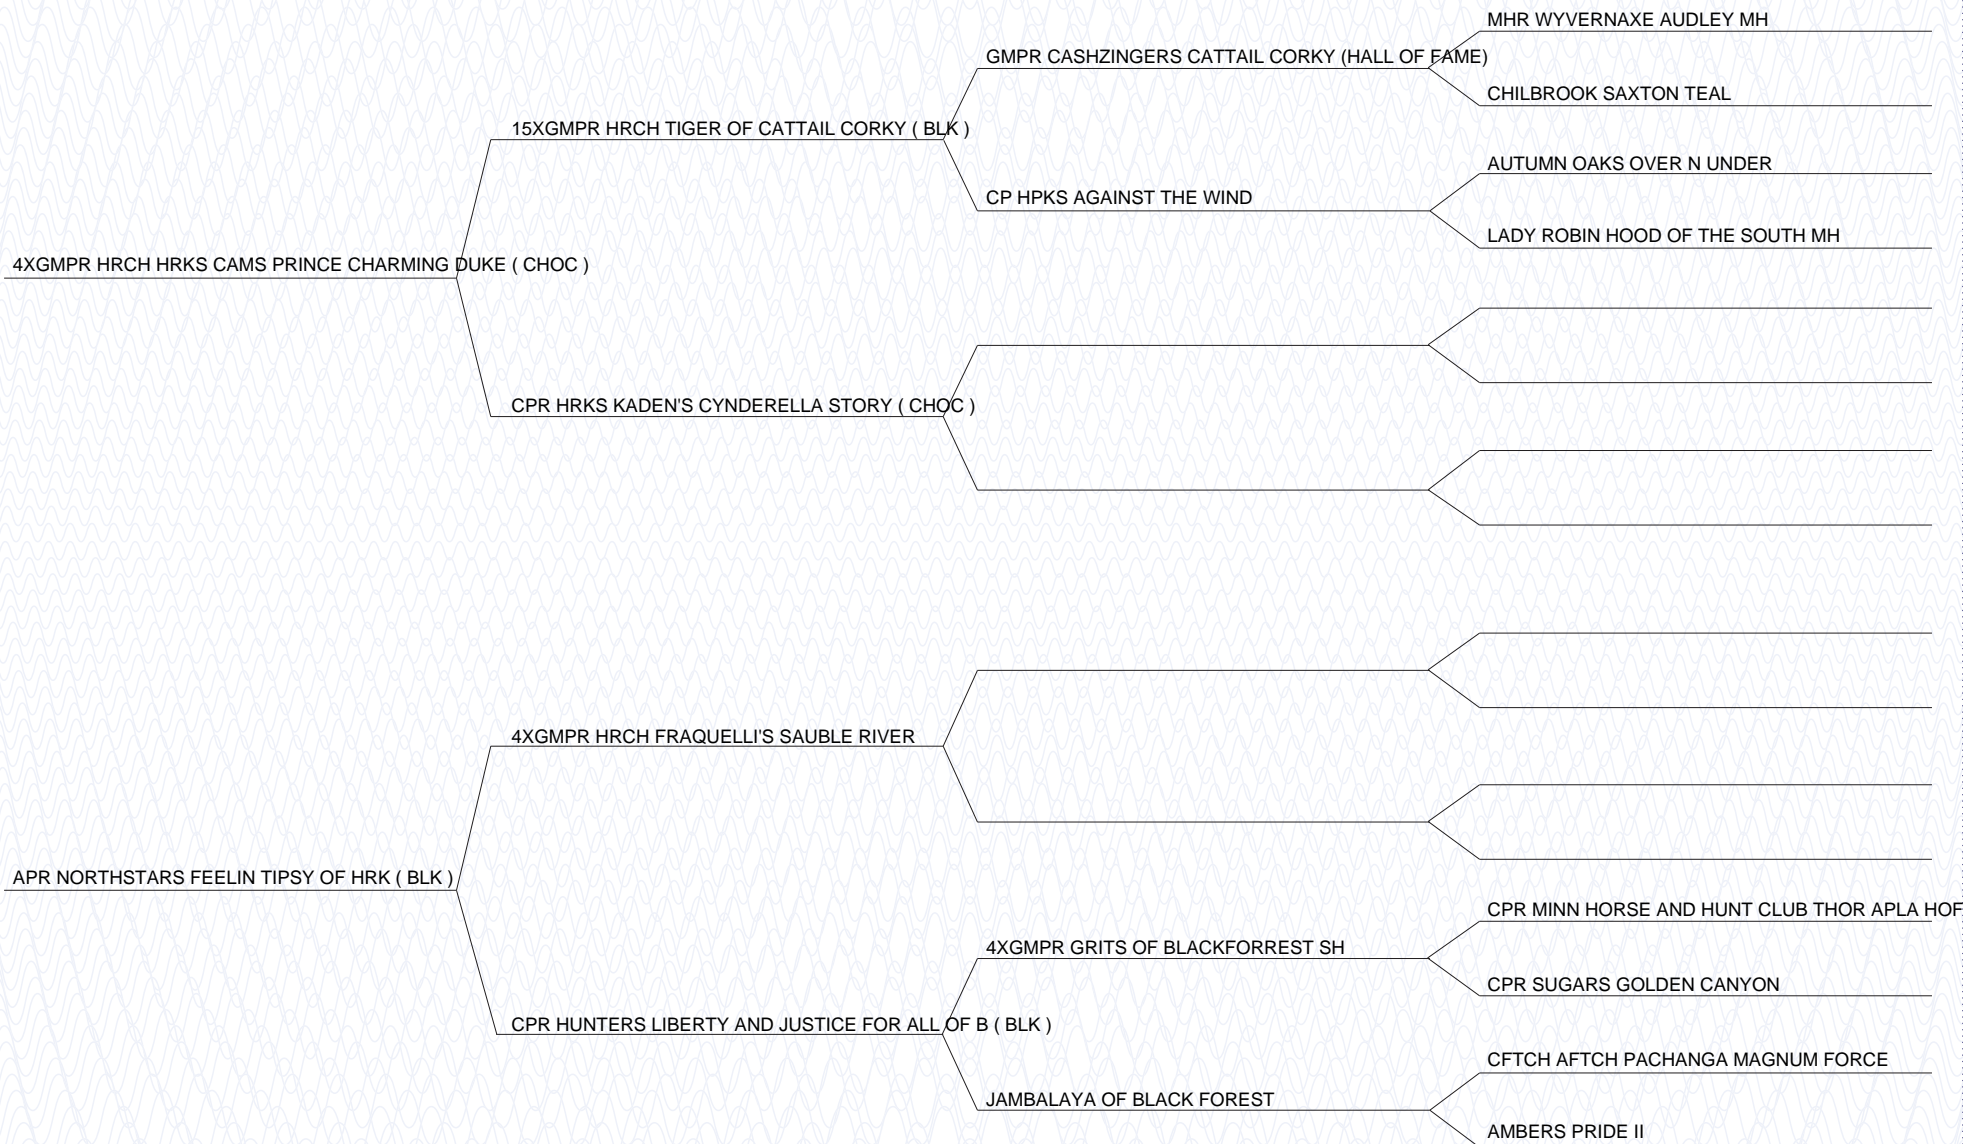 MHR WYVERNAXE AUDLEY MH
GMPR CASHZINGERS CATTAIL CORKY (HALL OF FAME)
CHILBROOK SAXTON TEAL
15XGMPR HRCH TIGER OF CATTAIL CORKY ( BLK )
AUTUMN OAKS OVER N UNDER
CP HPKS AGAINST THE WIND
LADY ROBIN HOOD OF THE SOUTH MH
4XGMPR HRCH HRKS CAMS PRINCE CHARMING DUKE ( CHOC )
CPR HRKS KADEN'S CYNDERELLA STORY ( CHOC )
4XGMPR HRCH FRAQUELLI'S SAUBLE RIVER
APR NORTHSTARS FEELIN TIPSY OF HRK ( BLK )
CPR MINN HORSE AND HUNT CLUB THOR APLA HOF
4XGMPR GRITS OF BLACKFORREST SH
CPR SUGARS GOLDEN CANYON
CPR HUNTERS LIBERTY AND JUSTICE FOR ALL OF B ( BLK )
CFTCH AFTCH PACHANGA MAGNUM FORCE
JAMBALAYA OF BLACK FOREST
AMBERS PRIDE II